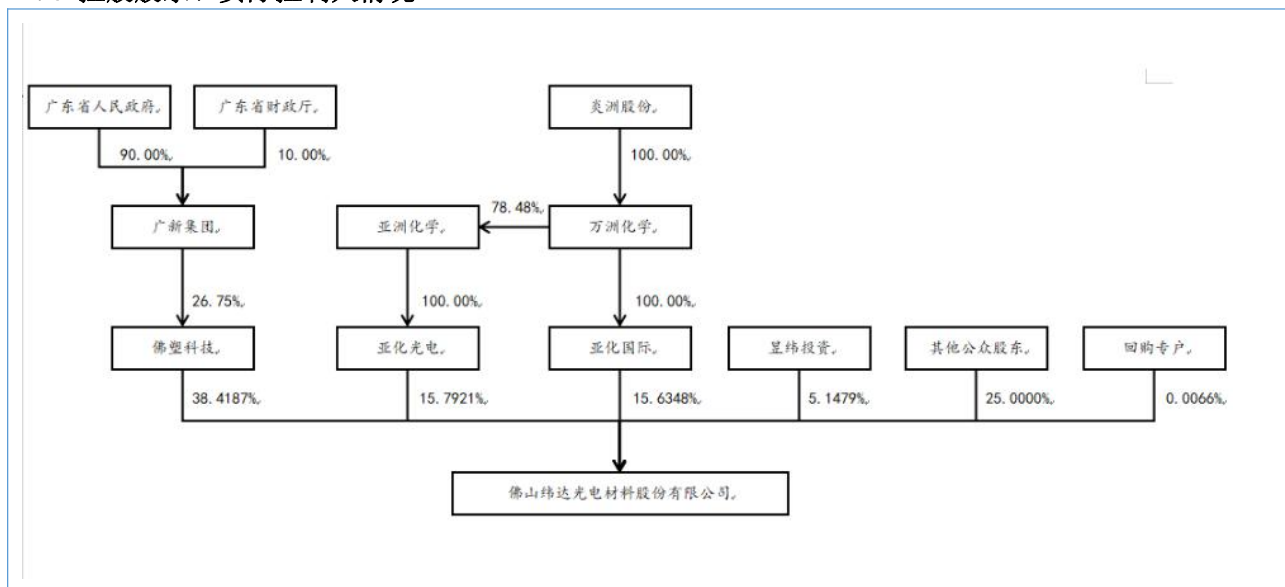 广东省人民政府
广东省财政厅
炎洲股份
90.00%
10.00%
100.00%
78.48%
广新集团
亚洲化学
万洲化学
26.75%
100.00%
100.00%
佛塑科技
亚化光电
亚化国际
昱纬投资
其他公众股东
回购专户
38.4187%
15.7921%
15.6348%
5.1479%
25.0000%
0.0066%
佛山纬达光电材料股份有限公司